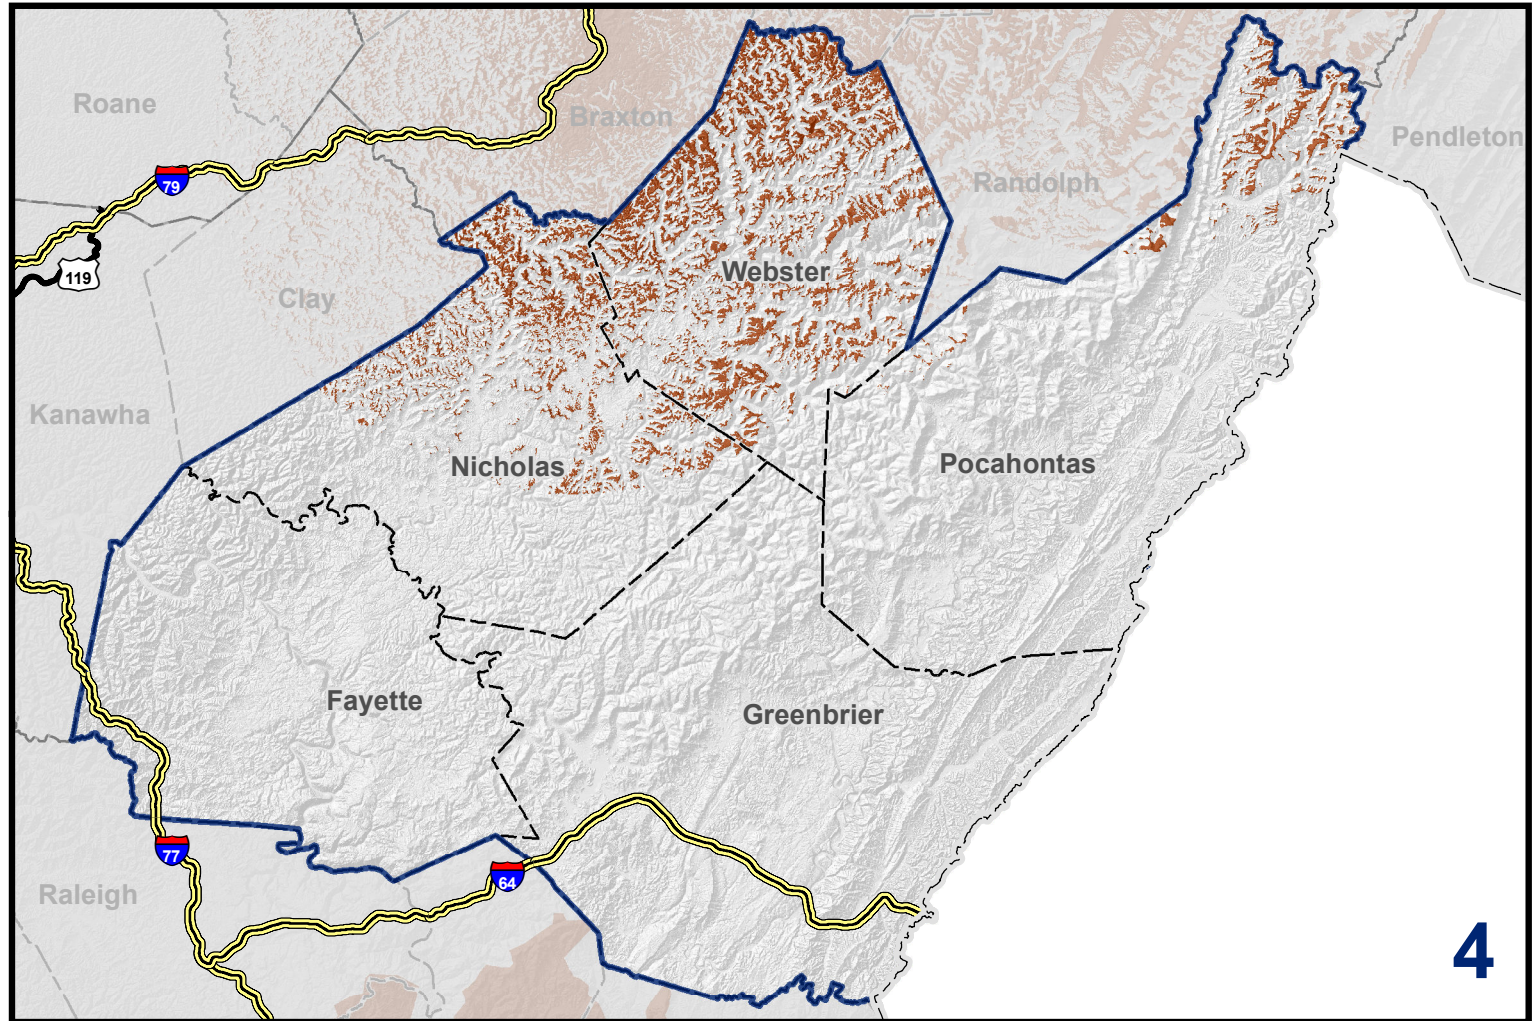 Roane
Braxton
Pendleton
79
Randolph
Webster
119
Clay
Kanawha
Nicholas
Pocahontas
Fayette
Greenbrier
77
64
Raleigh
4